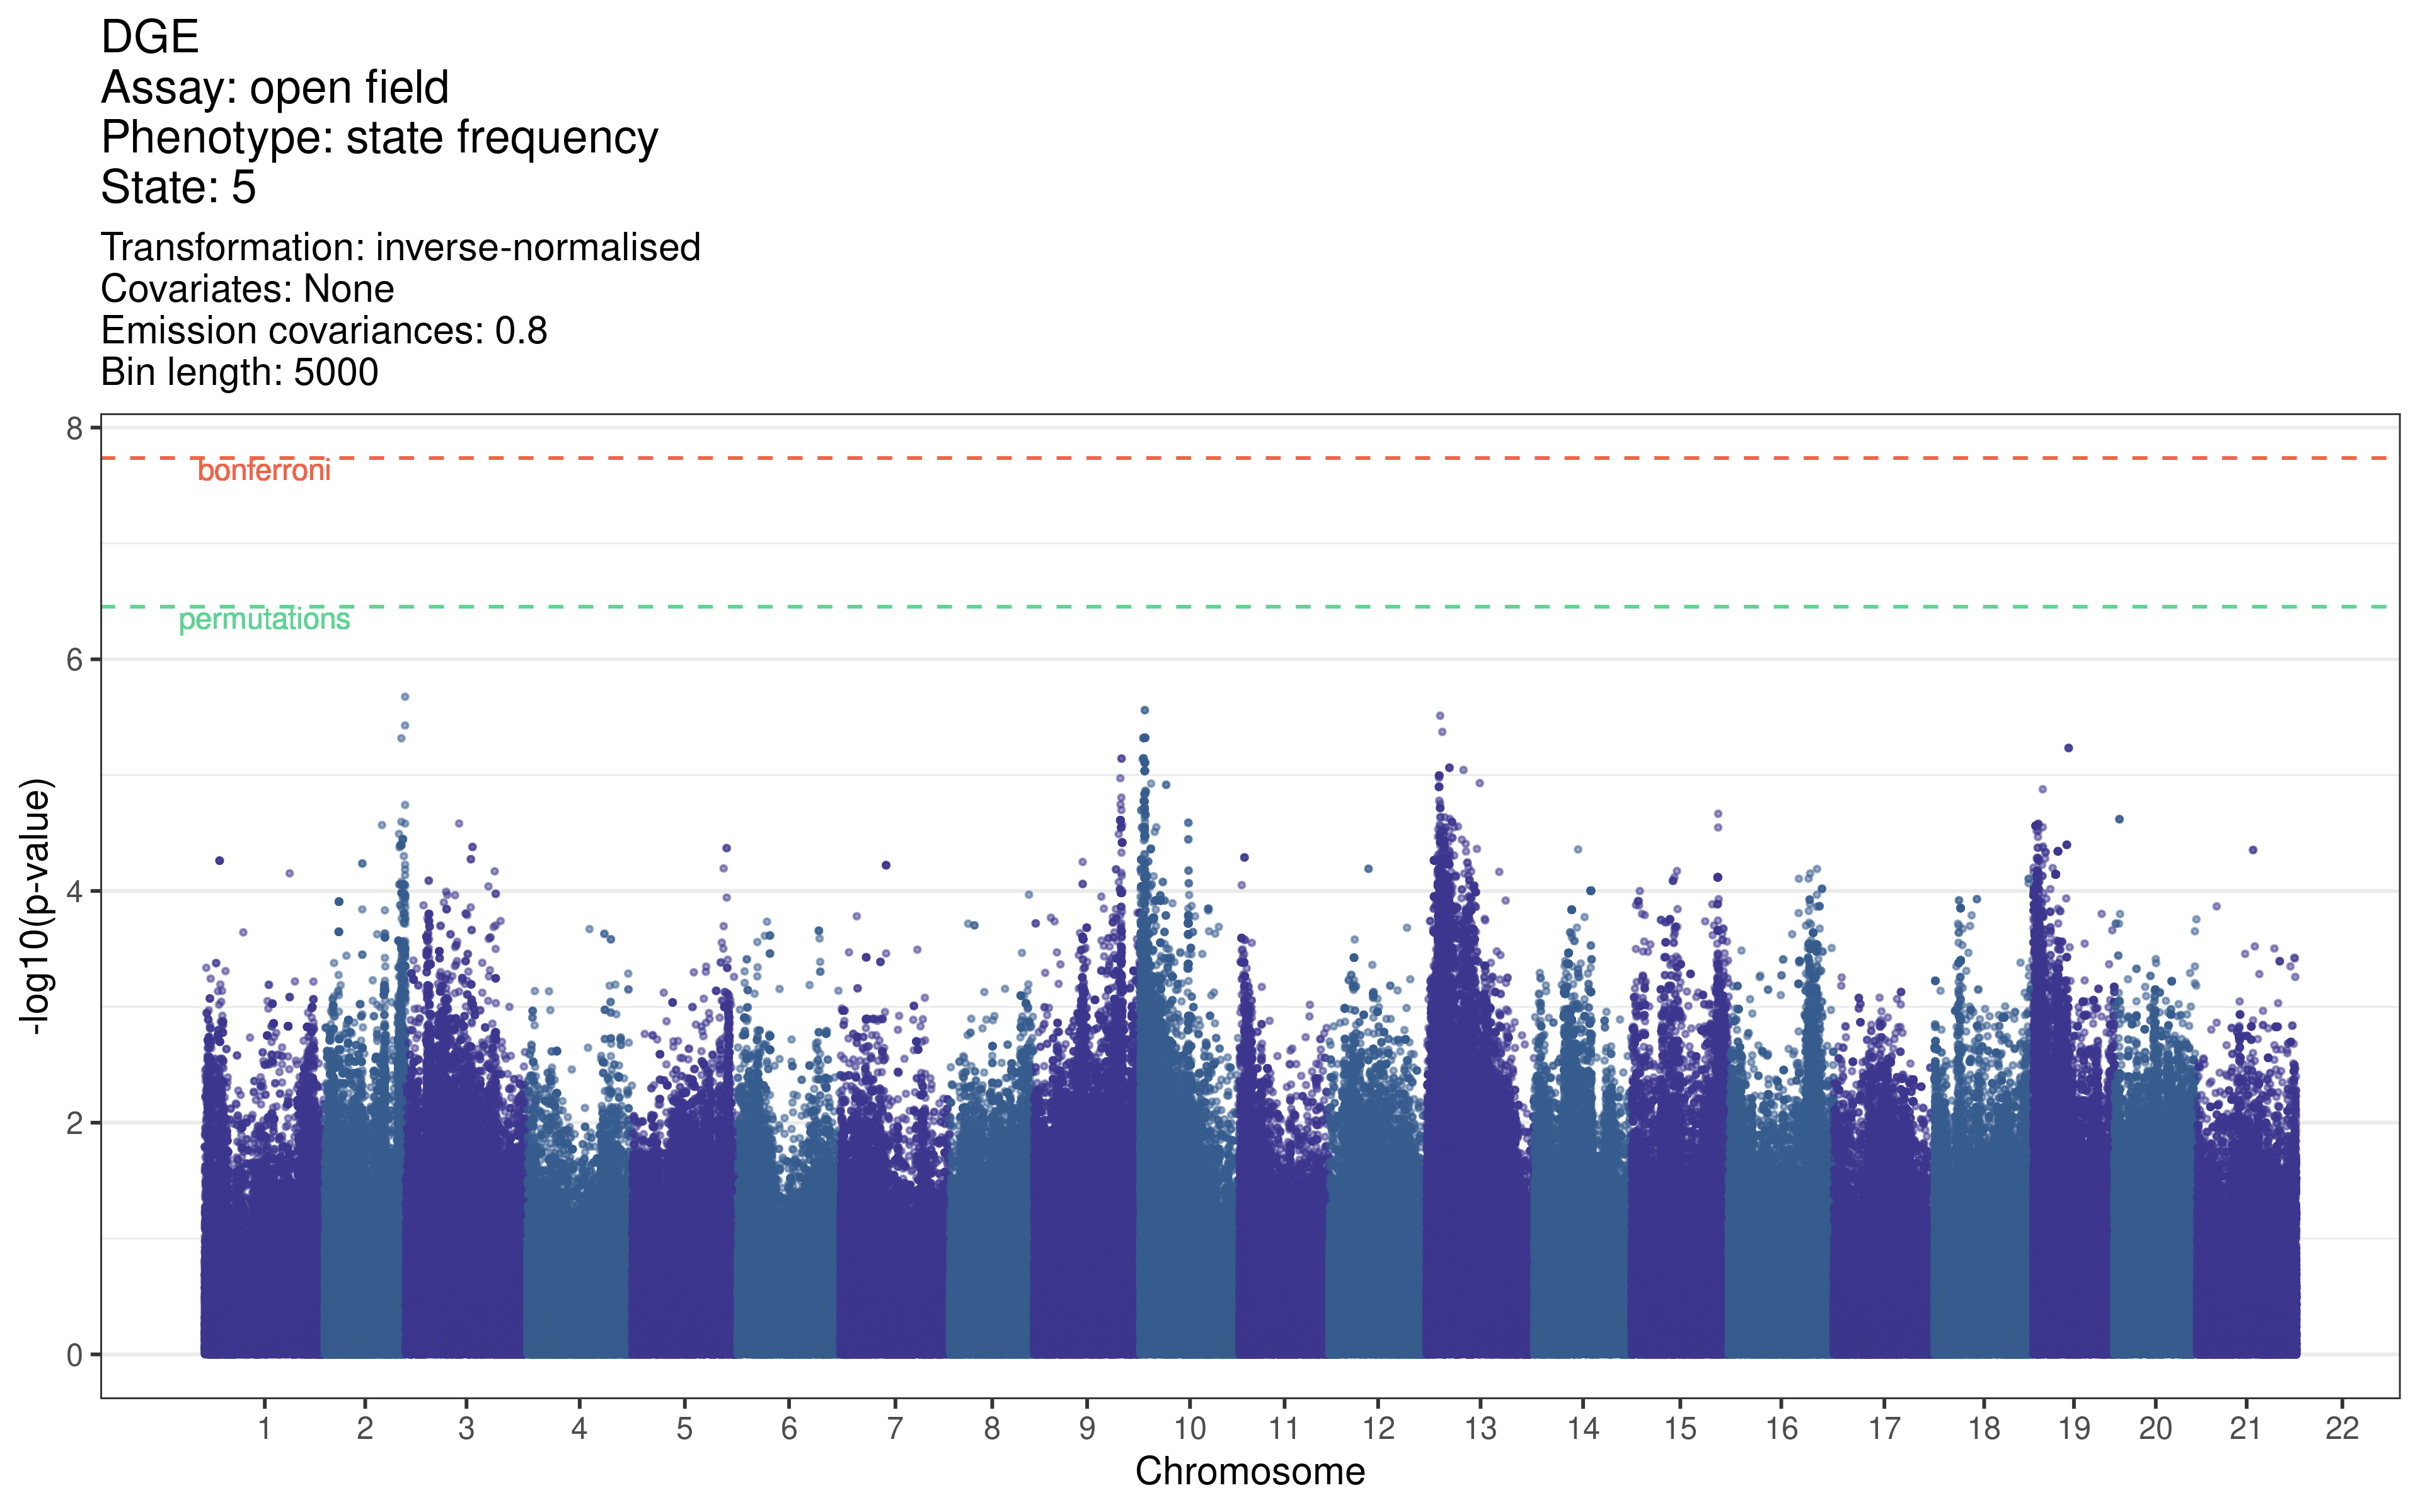 DGE
Assay: open field
Phenotype: state frequency
State: 5
Transformation: inverse-normalised
Covariates: None
Emission covariances: 0.8
Bin length: 5000
8
bonferroni
permutations
6
4
2
0
-log10(p-value)
1 2 3 4 5 6 7 8 9 10 11 12 13 14 15 16 17 18 19 20 21 22
Chromosome